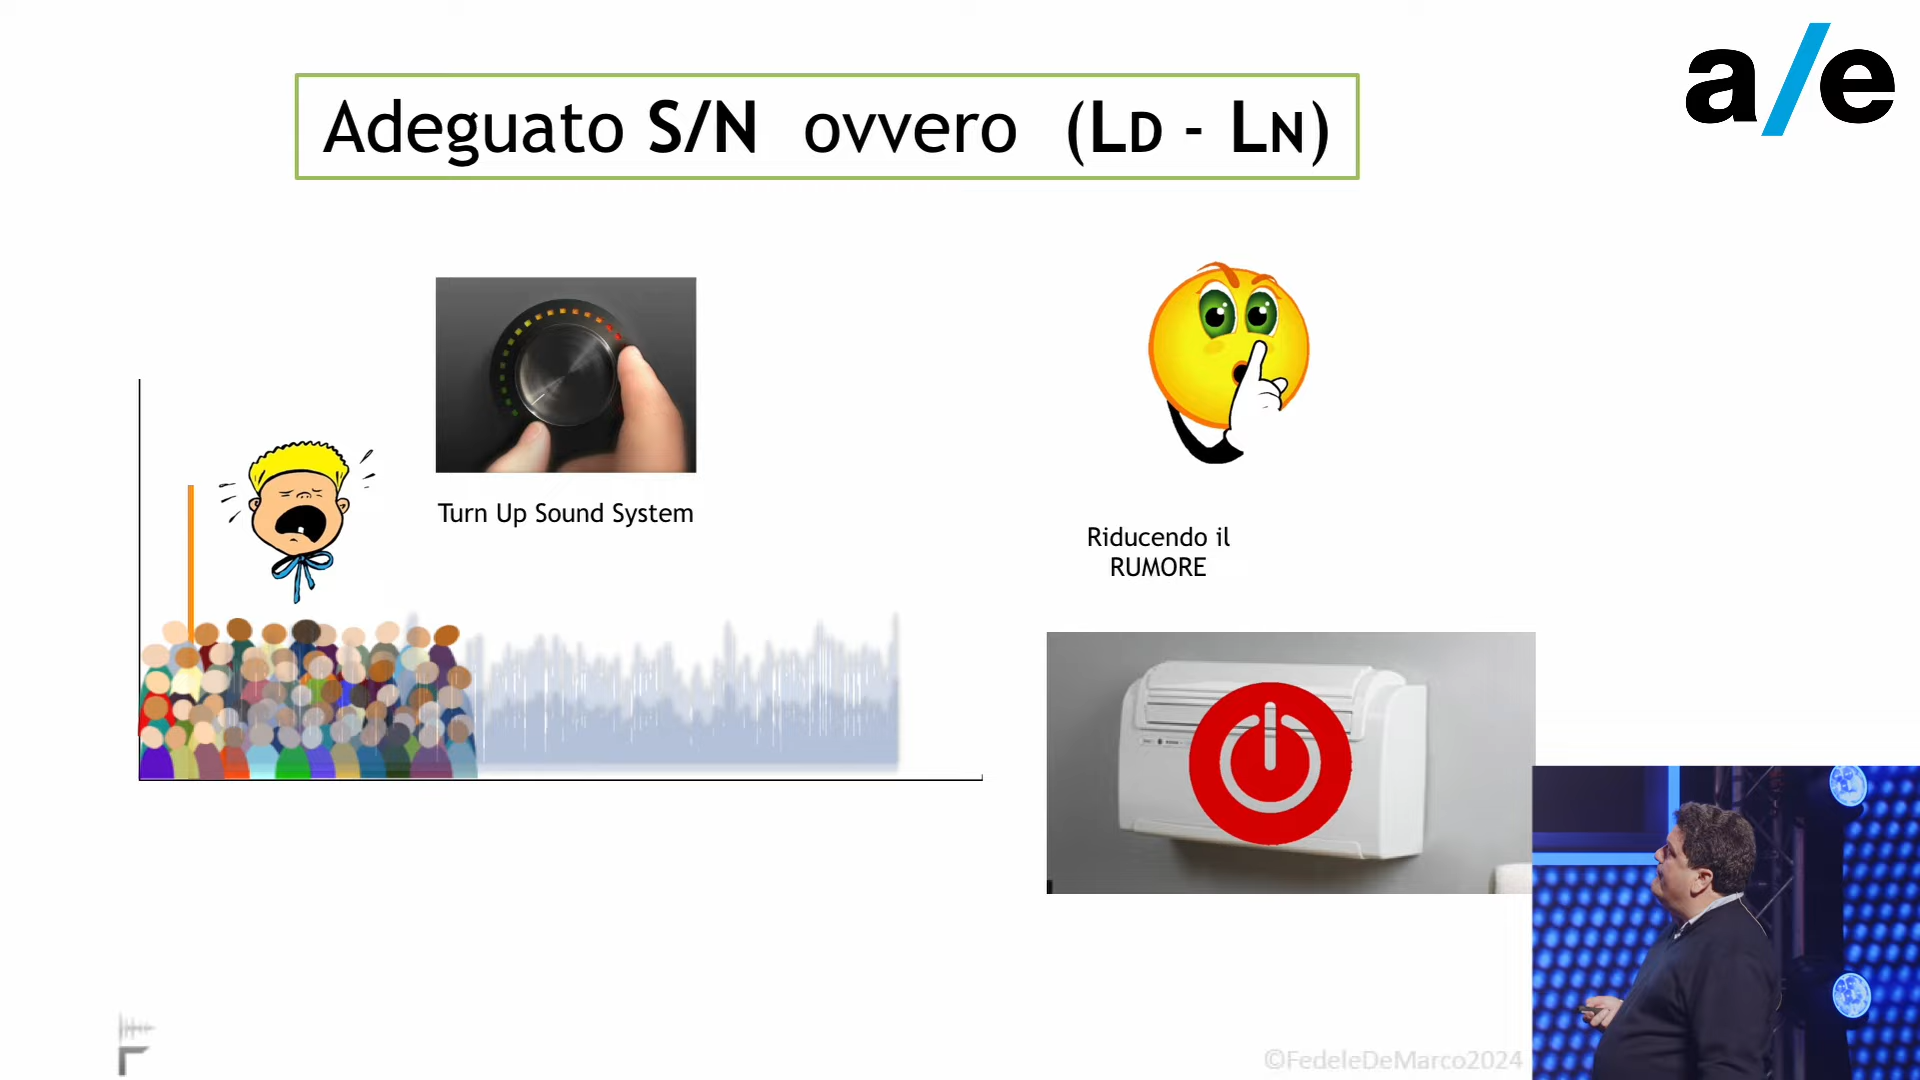 a/e
Adeguato S/N ovvero (LD - LN)
Turn Up Sound System
Riducendo il
RUMORE
©FedeleDeMarco2024